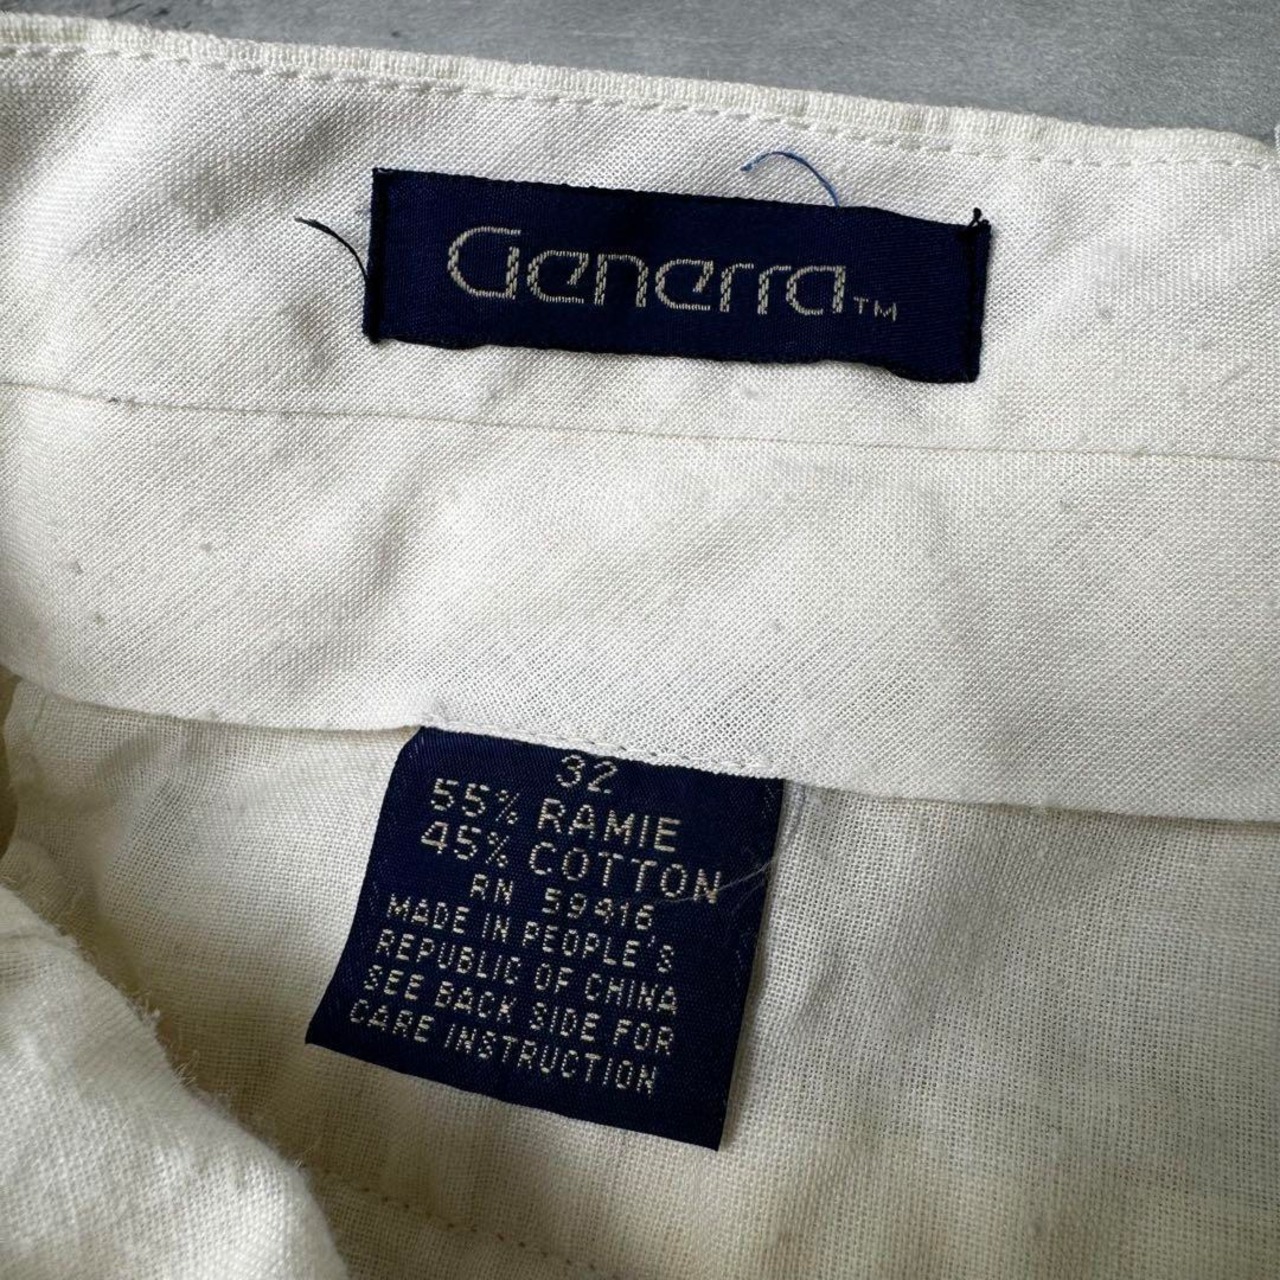 Generra™
32
55% RAMIE
45% COTTON
RN 59416
MADE IN PEOPLE'S
REPUBLIC OF CHINA
SEE BACK SIDE FOR
CARE INSTRUCTION